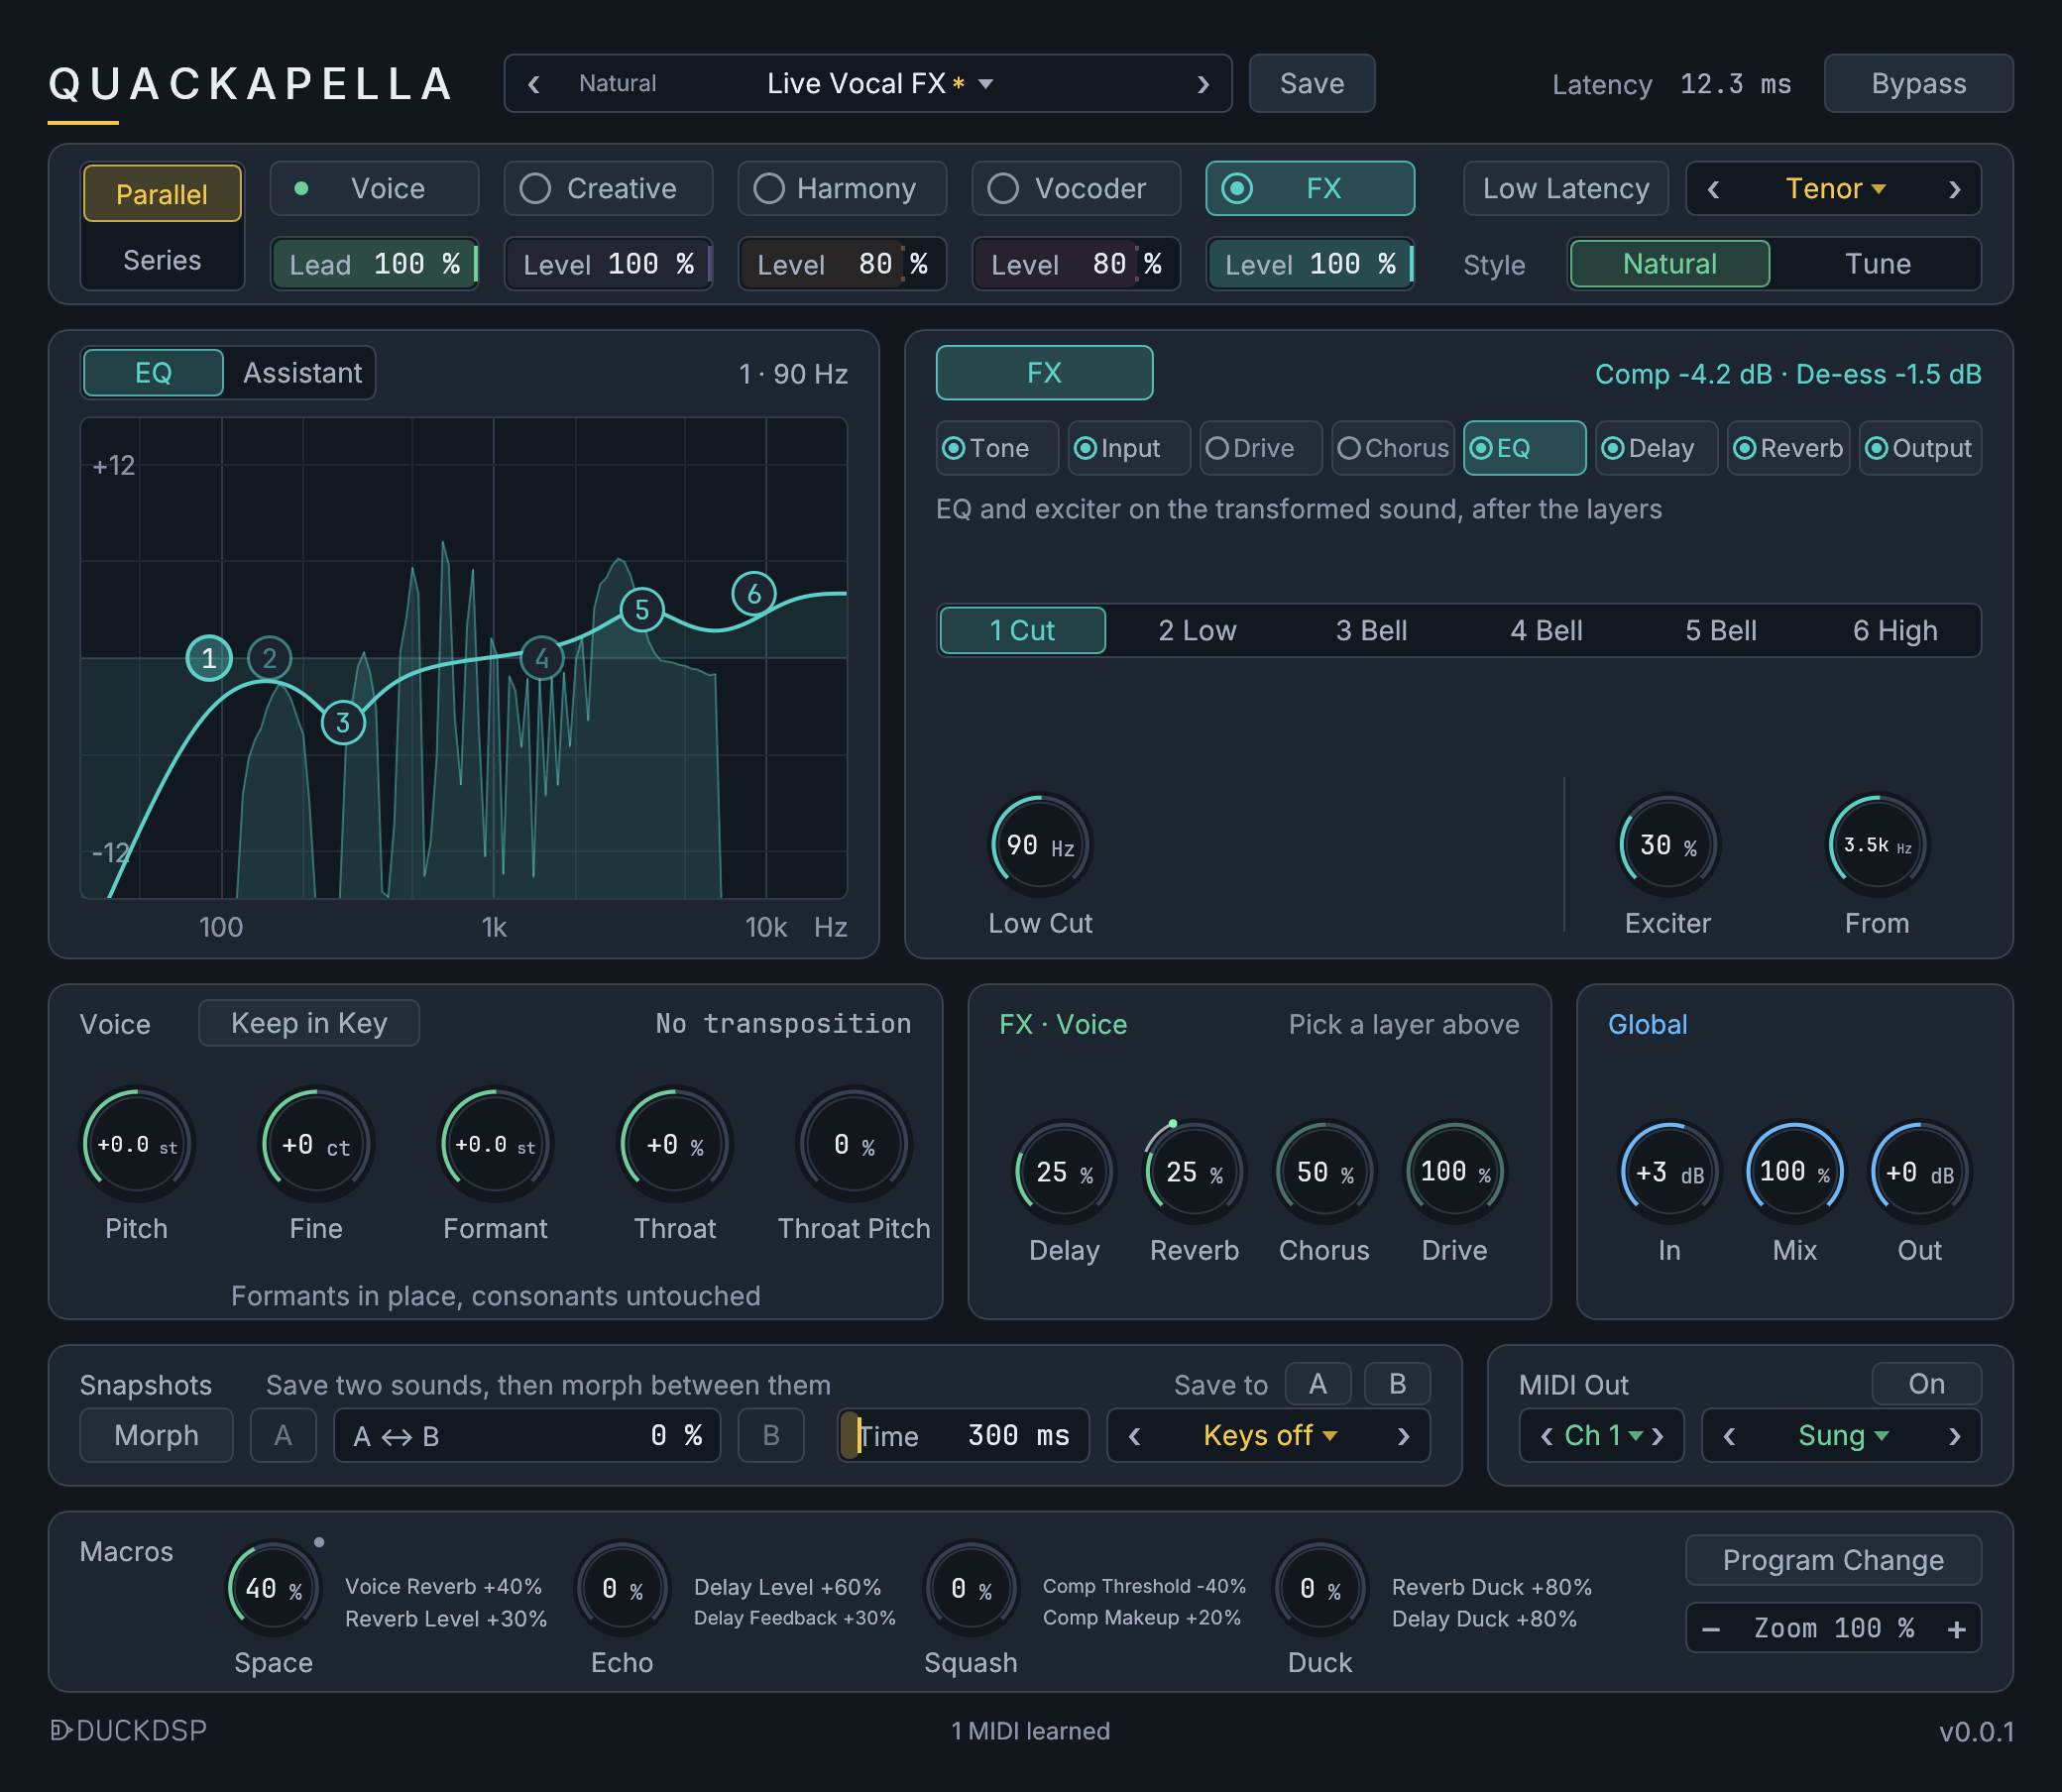 QUACKAPELLA ‹ Natural Live Vocal FX * › Save Latency 12.3 ms Bypass
Parallel Voice Creative Harmony Vocoder FX Low Latency ‹ Tenor ›
Series Lead 100 % Level 100 % Level 80 % Level 80 % Level 100 % Style Natural Tune
EQ Assistant 1 · 90 Hz
+12
1 2 3 4 5 6
-12
100 1k 10k Hz
FX Comp -4.2 dB · De-ess -1.5 dB
Tone Input Drive Chorus EQ Delay Reverb Output
EQ and exciter on the transformed sound, after the layers
1 Cut 2 Low 3 Bell 4 Bell 5 Bell 6 High
90 Hz 30 % 3.5k Hz
Low Cut Exciter From
Voice Keep in Key No transposition
+0.0 st +0 ct +0.0 st +0 % 0 %
Pitch Fine Formant Throat Throat Pitch
Formants in place, consonants untouched
FX · Voice Pick a layer above
25 % 25 % 50 % 100 %
Delay Reverb Chorus Drive
Global
+3 dB 100 % +0 dB
In Mix Out
Snapshots Save two sounds, then morph between them Save to A B
Morph A A ↔ B 0 % B Time 300 ms ‹ Keys off ›
MIDI Out On
‹ Ch 1 › ‹ Sung ›
Macros
40 % Voice Reverb +40%
Reverb Level +30%
Space
0 % Delay Level +60%
Delay Feedback +30%
Echo
0 % Comp Threshold -40%
Comp Makeup +20%
Squash
0 % Reverb Duck +80%
Delay Duck +80%
Duck
Program Change
− Zoom 100 % +
DUCKDSP 1 MIDI learned v0.0.1